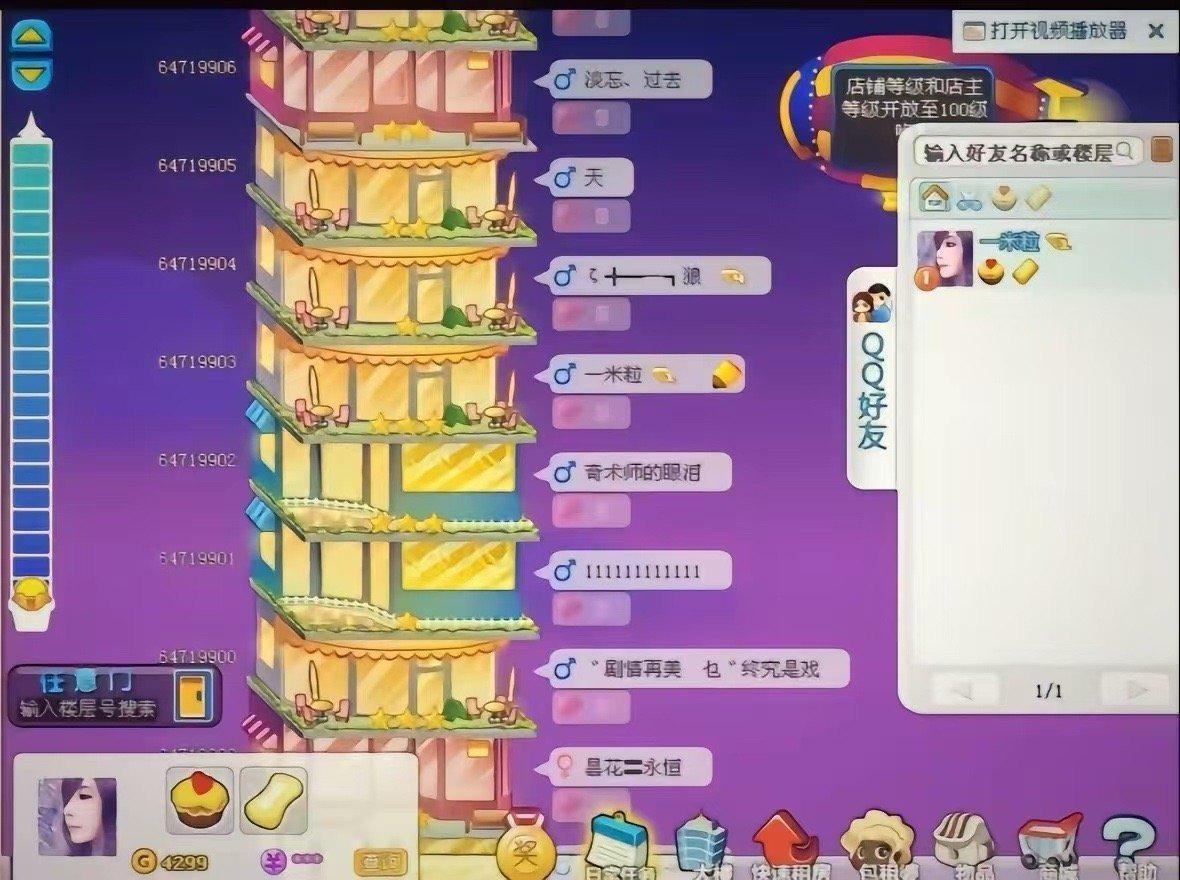 打开视频播放器
店铺等级和店主
等级开放至100级
输入好友名称或楼层
一米粒
1
QQ好友
1/1
64719906
淡忘、过去
64719905
天
64719904
狼
64719903
一米粒
64719902
奇术师的眼泪
64719901
111111111111
64719900
〝剧情再美 也〝终究是戏
昙花〓永恒
任意门
输入楼层号搜索
G 4299
查询
奖
日常任务
大楼
快速租房
包租婆
物品
商城
帮助